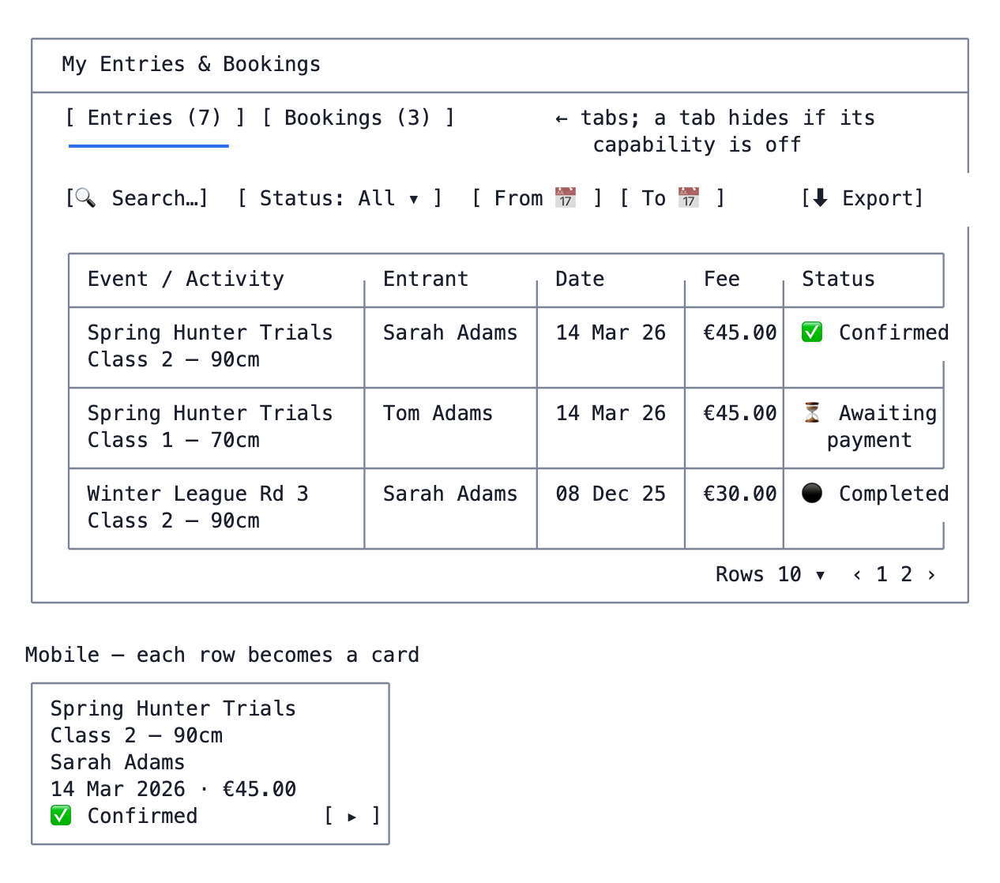 My Entries & Bookings
[ Entries (7) ] [ Bookings (3) ] ← tabs; a tab hides if its
capability is off
[🔍 Search…] [ Status: All ▾ ] [ From 📅 ] [ To 📅 ] [⬇ Export]
Event / Activity Entrant Date Fee Status
Spring Hunter Trials Sarah Adams 14 Mar 26 €45.00 ✅ Confirmed
Class 2 — 90cm
Spring Hunter Trials Tom Adams 14 Mar 26 €45.00 ⏳ Awaiting
Class 1 — 70cm payment
Winter League Rd 3 Sarah Adams 08 Dec 25 €30.00 ⚫ Completed
Class 2 — 90cm
Rows 10 ▾ ‹ 1 2 ›
Mobile — each row becomes a card
Spring Hunter Trials
Class 2 — 90cm
Sarah Adams
14 Mar 2026 · €45.00
✅ Confirmed [ ▸ ]